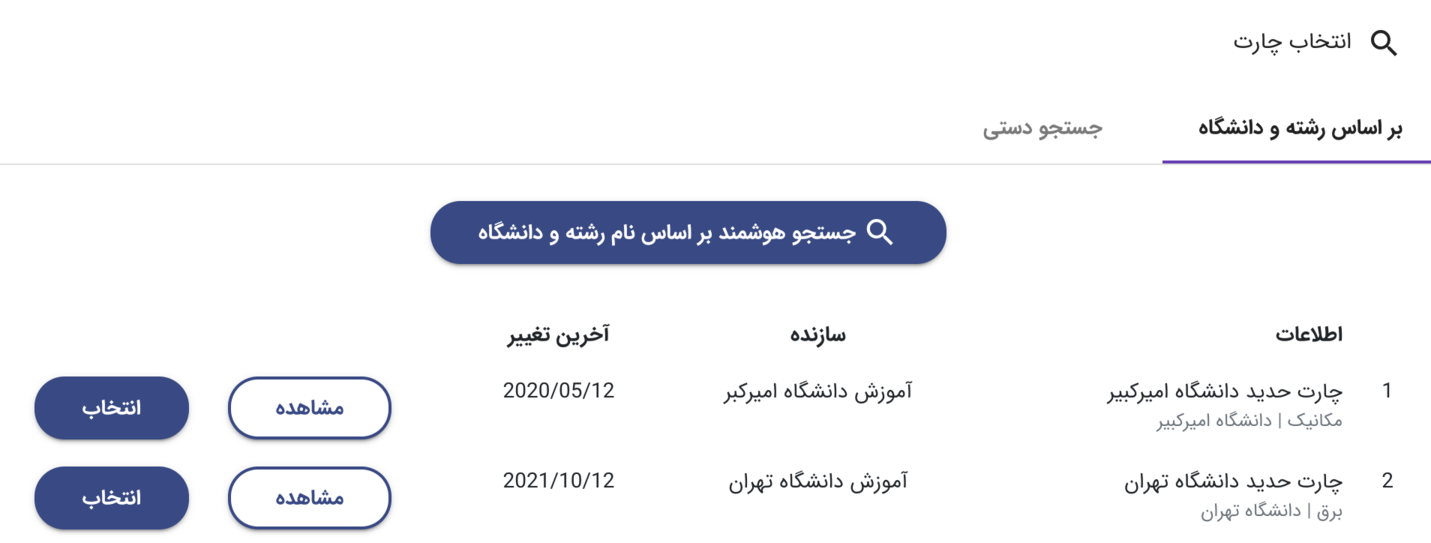 انتخاب چارت
بر اساس رشته و دانشگاه
جستجو دستی
جستجو هوشمند بر اساس نام رشته و دانشگاه
اطلاعات سازنده آخرین تغییر
1 چارت حدید دانشگاه امیرکبیر آموزش دانشگاه امیرکبر 2020/05/12 مشاهده انتخاب
مکانیک | دانشگاه امیرکبیر
2 چارت حدید دانشگاه تهران آموزش دانشگاه تهران 2021/10/12 مشاهده انتخاب
برق | دانشگاه تهران